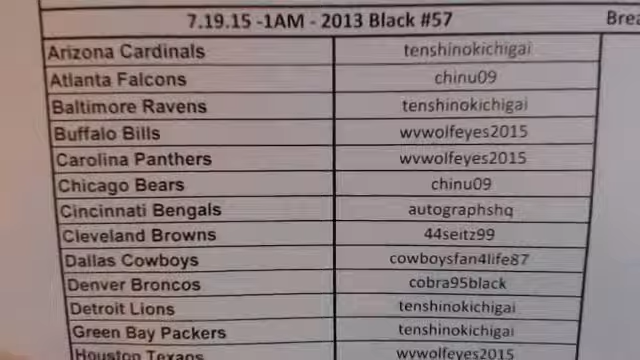 7.19.15 -1AM - 2013 Black #57 Brea
Arizona Cardinals tenshinokichigai
Atlanta Falcons chinu09
Baltimore Ravens tenshinokichigai
Buffalo Bills wvwolfeyes2015
Carolina Panthers wvwolfeyes2015
Chicago Bears chinu09
Cincinnati Bengals autographshq
Cleveland Browns 44seitz99
Dallas Cowboys cowboysfan4life87
Denver Broncos cobra95black
Detroit Lions tenshinokichigai
Green Bay Packers tenshinokichigai
Houston Texans wvwolfeyes2015